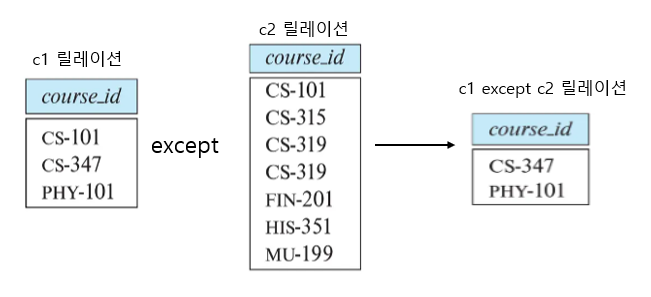 c1 릴레이션
course_id
CS-101
CS-347
PHY-101
except
c2 릴레이션
course_id
CS-101
CS-315
CS-319
CS-319
FIN-201
HIS-351
MU-199
c1 except c2 릴레이션
course_id
CS-347
PHY-101